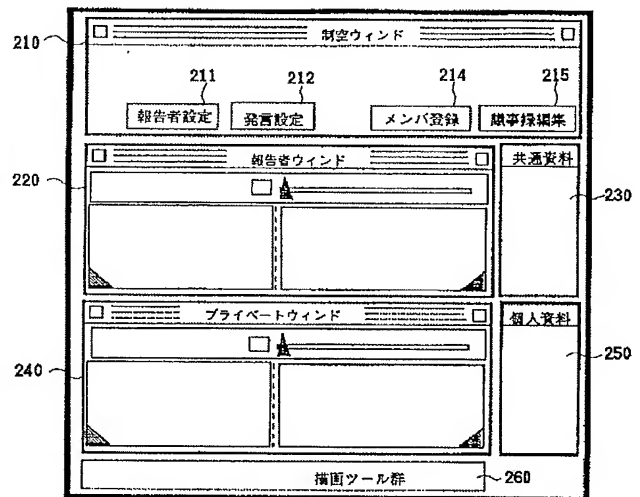 210
制空ウィンド
211 212 214 215
報告者設定 発言設定 メンバ登録 議事録編集
報告者ウィンド 共通資料
220
230
プライベートウィンド 個人資料
240
250
描画ツール群
260